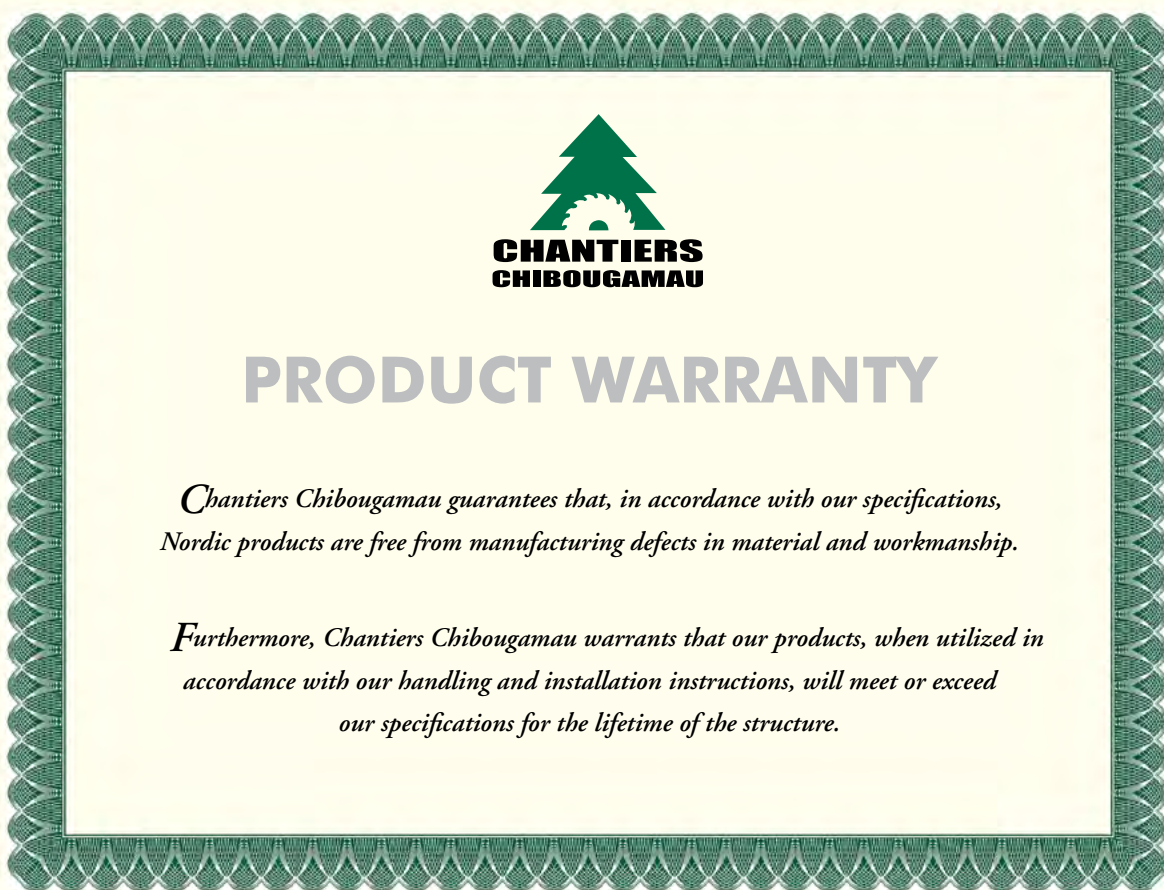 CHANTIERS
CHIBOUGAMAU
PRODUCT WARRANTY
Chantiers Chibougamau guarantees that, in accordance with our specifications,
Nordic products are free from manufacturing defects in material and workmanship.
Furthermore, Chantiers Chibougamau warrants that our products, when utilized in
accordance with our handling and installation instructions, will meet or exceed
our specifications for the lifetime of the structure.